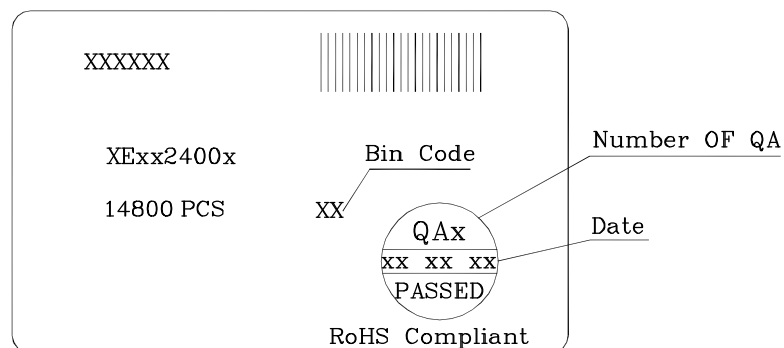 XXXXXX
XExx2400x
Bin Code
Number OF QA
14800 PCS
XX
QAx
Date
xx xx xx
PASSED
RoHS Compliant